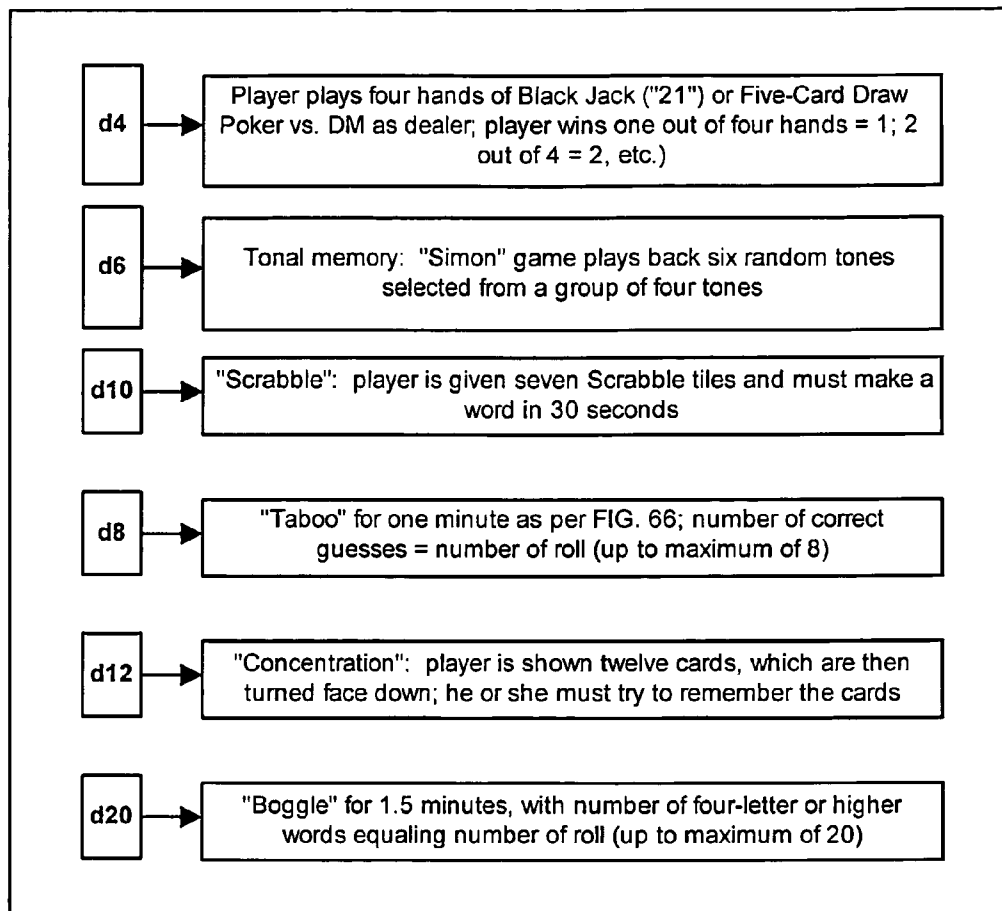 d4
Player plays four hands of Black Jack ("21") or Five-Card Draw
Poker vs. DM as dealer; player wins one out of four hands = 1; 2
out of 4 = 2, etc.)
d6
Tonal memory: "Simon" game plays back six random tones
selected from a group of four tones
d10
"Scrabble": player is given seven Scrabble tiles and must make a
word in 30 seconds
d8
"Taboo" for one minute as per FIG. 66; number of correct
guesses = number of roll (up to maximum of 8)
d12
"Concentration": player is shown twelve cards, which are then
turned face down; he or she must try to remember the cards
d20
"Boggle" for 1.5 minutes, with number of four-letter or higher
words equaling number of roll (up to maximum of 20)